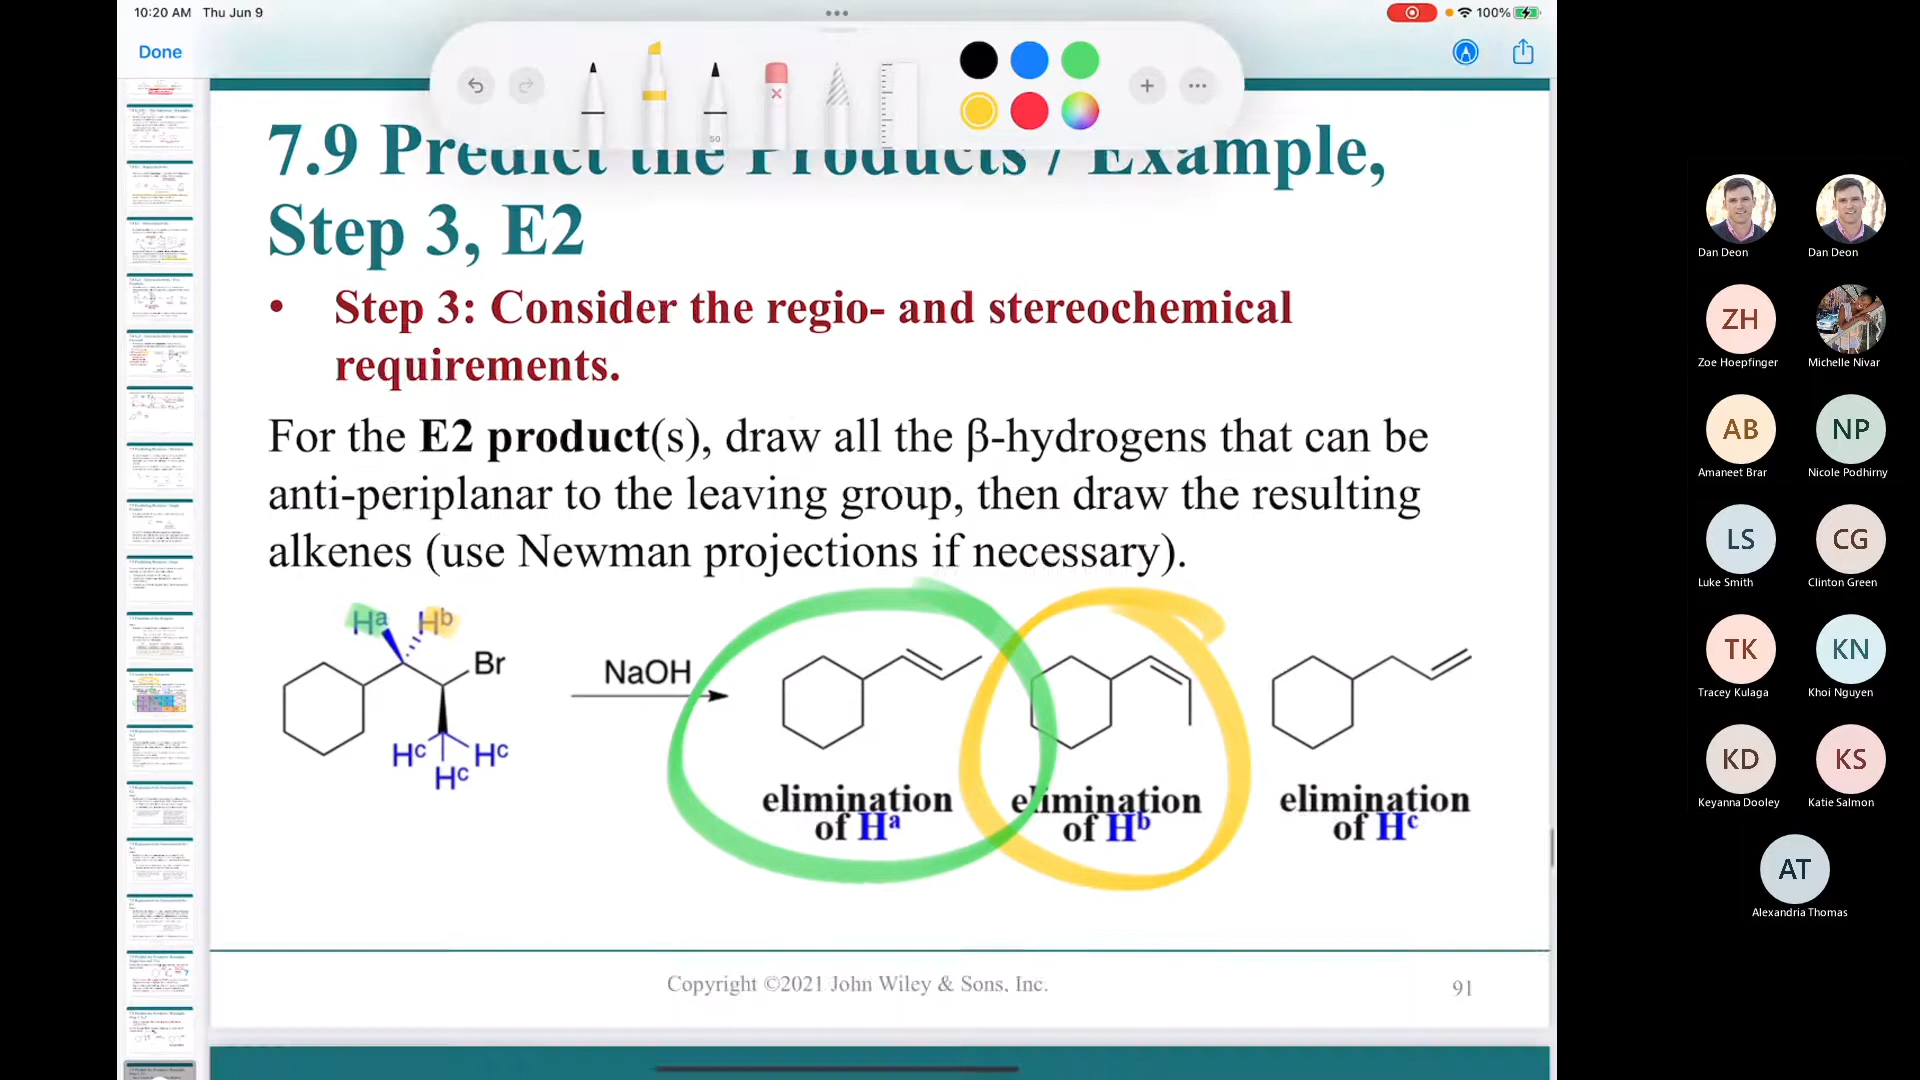 10:20 AM Thu Jun 9
100%
Done
50
7.9 Predict the Products / Example,
Step 3, E2
• Step 3: Consider the regio- and stereochemical
requirements.
For the E2 product(s), draw all the β-hydrogens that can be
anti-periplanar to the leaving group, then draw the resulting
alkenes (use Newman projections if necessary).
Ha Hb
Br
NaOH
Hc Hc
Hc
elimination
of Ha
elimination
of Hb
elimination
of Hc
Copyright ©2021 John Wiley & Sons, Inc.
91
Dan Deon
Dan Deon
ZH
Zoe Hoepfinger
Michelle Nivar
AB
Amaneet Brar
NP
Nicole Podhirny
LS
Luke Smith
CG
Clinton Green
TK
Tracey Kulaga
KN
Khoi Nguyen
KD
Keyanna Dooley
KS
Katie Salmon
AT
Alexandria Thomas